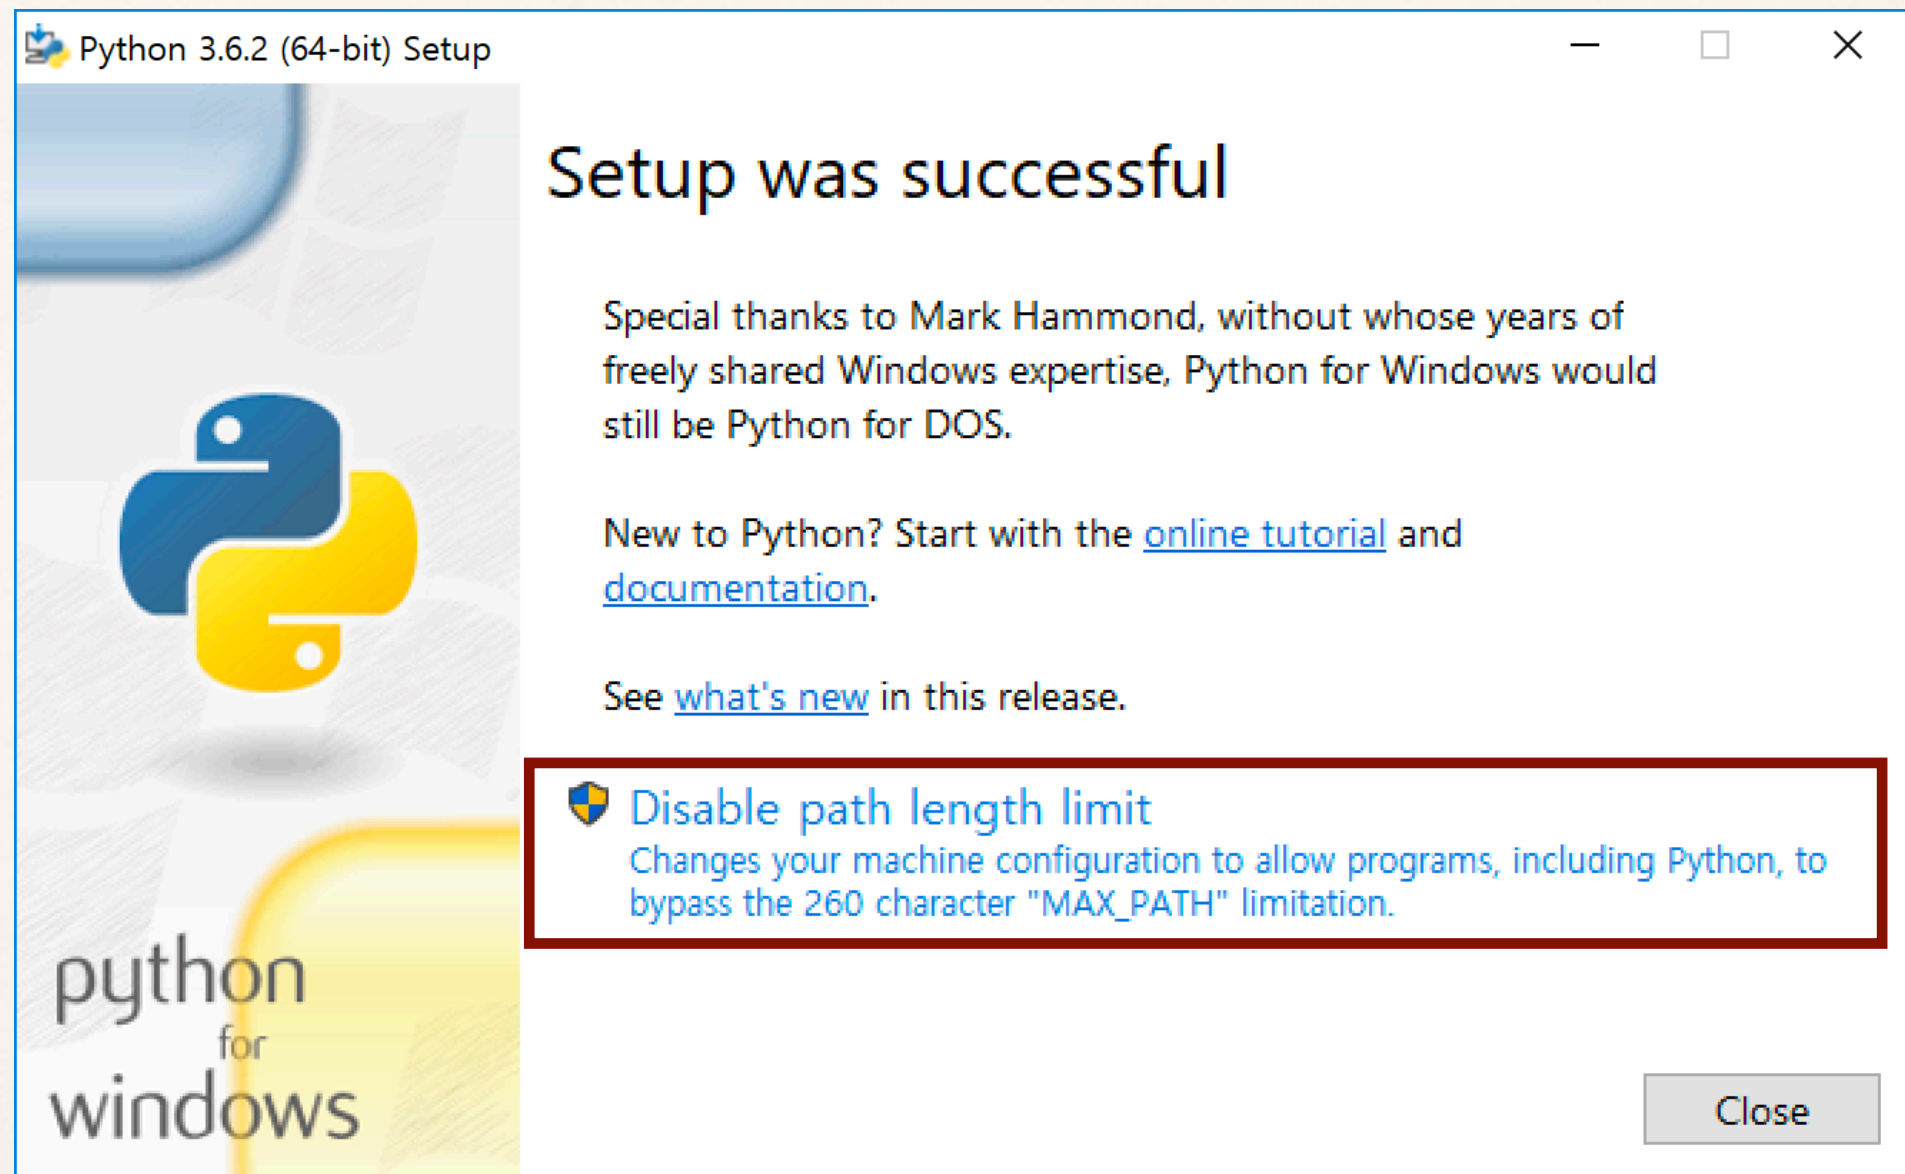 Python 3.6.2 (64-bit) Setup
Setup was successful
Special thanks to Mark Hammond, without whose years of
freely shared Windows expertise, Python for Windows would
still be Python for DOS.
New to Python? Start with the online tutorial and
documentation.
See what's new in this release.
Disable path length limit
Changes your machine configuration to allow programs, including Python, to
bypass the 260 character "MAX_PATH" limitation.
python
for
windows
Close